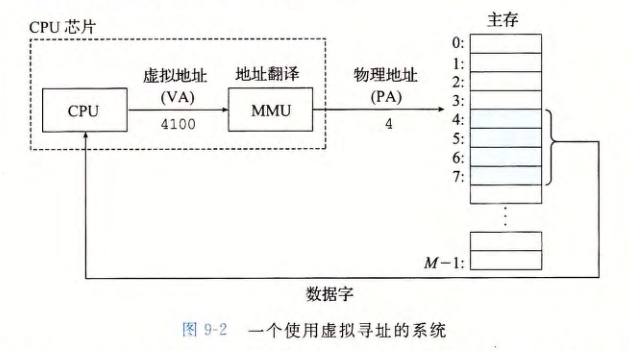 CPU 芯片
主存
虚拟地址
(VA)
4100
地址翻译
物理地址
(PA)
4
CPU
MMU
0:
1:
2:
3:
4:
5:
6:
7:
M−1:
数据字
图 9-2 一个使用虚拟寻址的系统